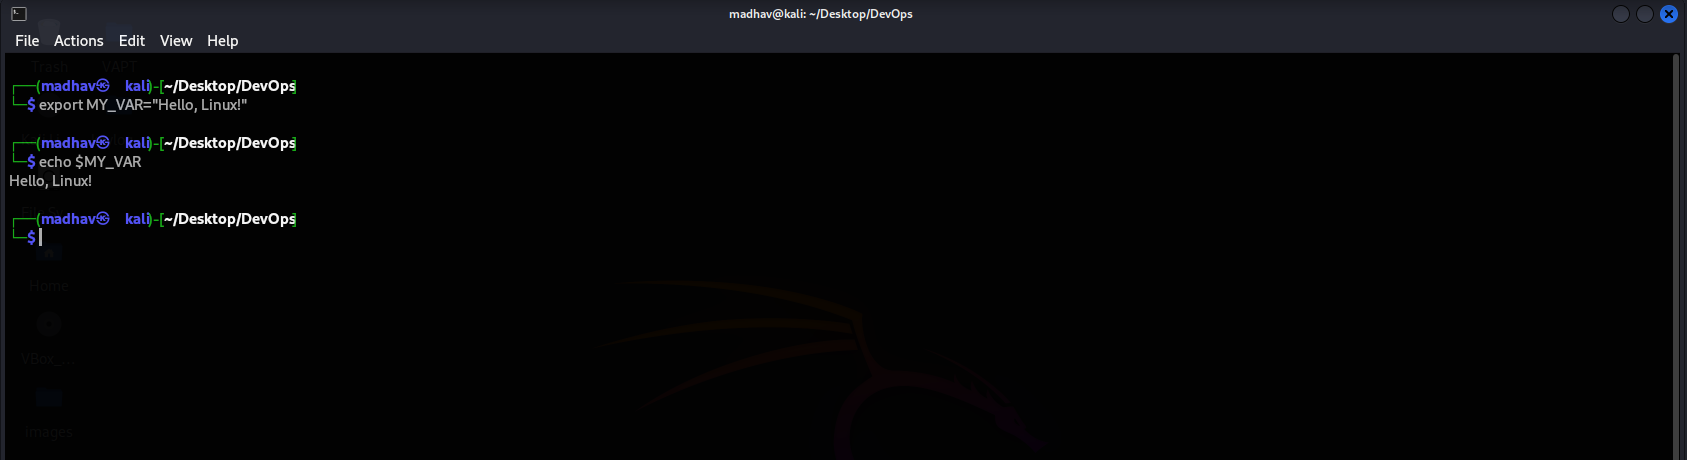 madhav@kali: ~/Desktop/DevOps
File Actions Edit View Help
Trash VAPT
┌──(madhav㉿kali)-[~/Desktop/DevOps]
└─$ export MY_VAR="Hello, Linux!"
┌──(madhav㉿kali)-[~/Desktop/DevOps]
└─$ echo $MY_VAR
Hello, Linux!
┌──(madhav㉿kali)-[~/Desktop/DevOps]
└─$
Home
VBox_...
images